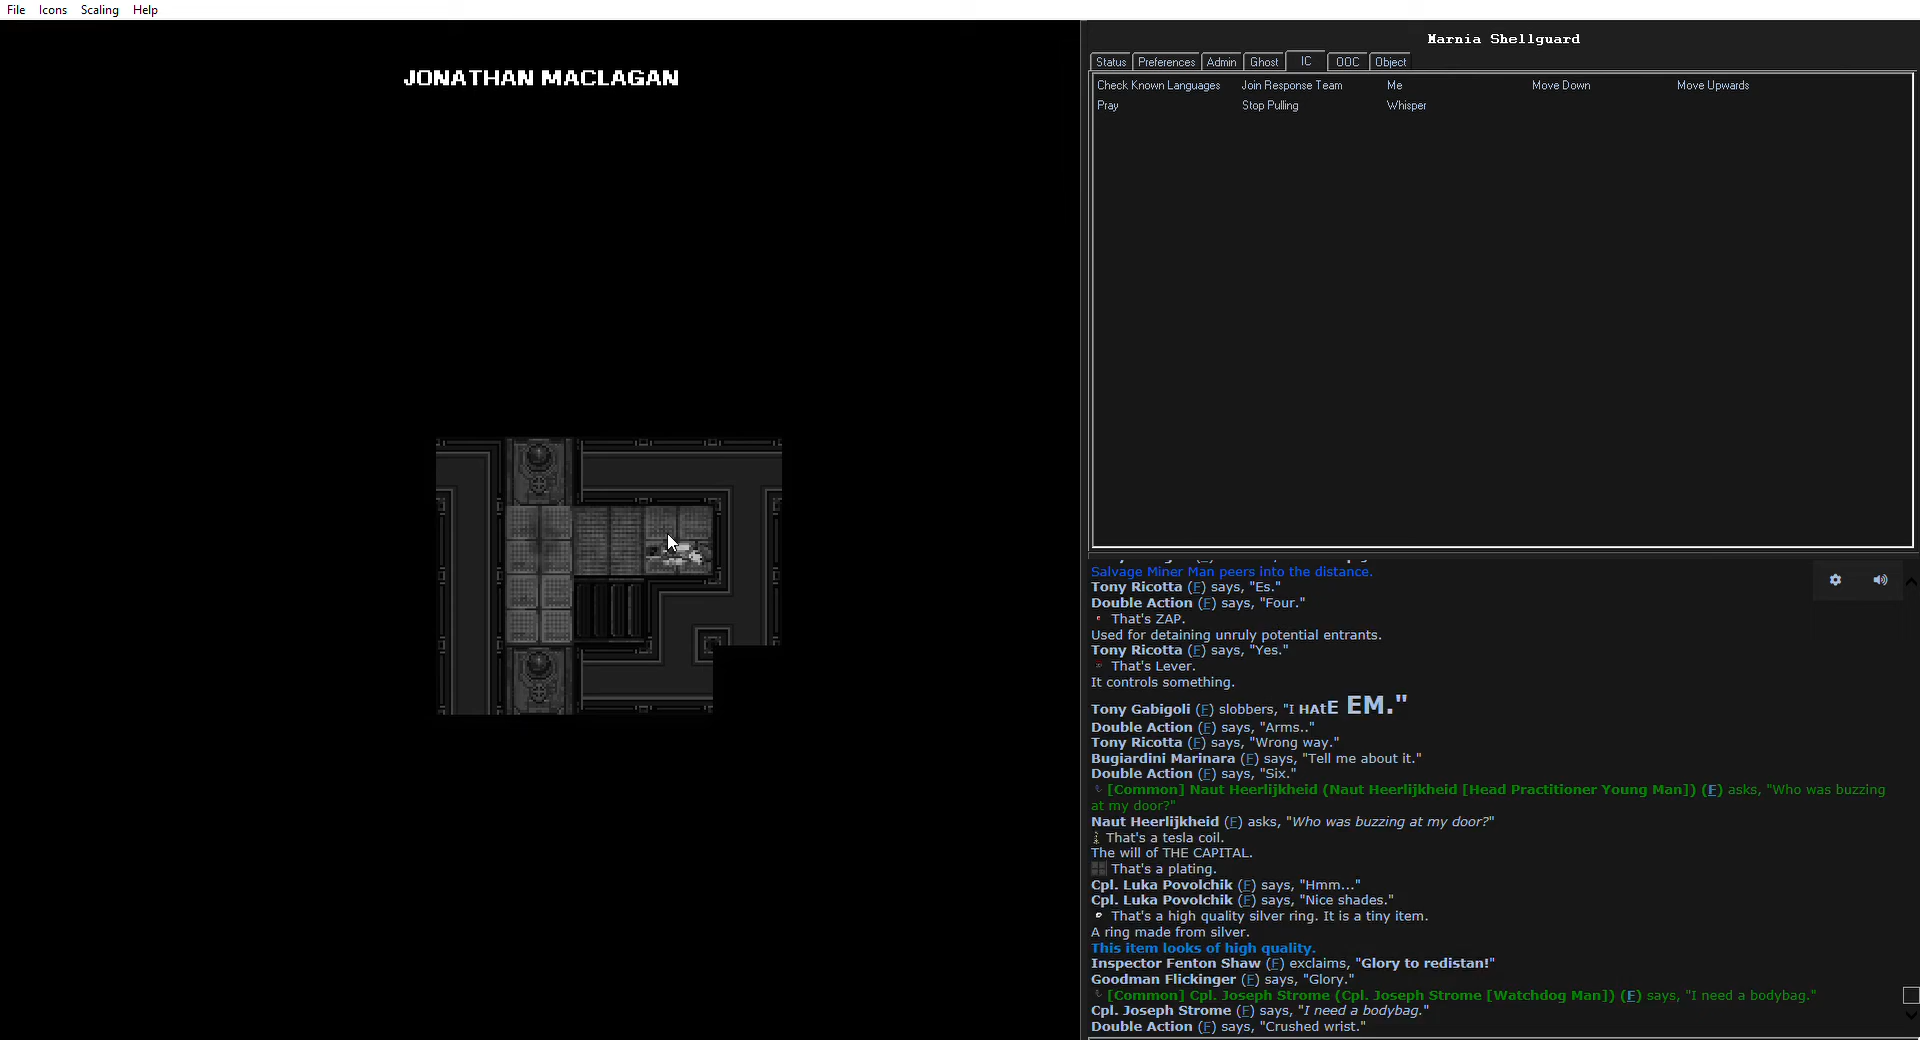 File Icons Scaling Help
JONATHAN MACLAGAN
Marnia Shellguard
Status Preferences Admin Ghost IC OOC Object
Check Known Languages Join Response Team Me Move Down Move Upwards
Pray Stop Pulling Whisper
Salvage Miner Man peers into the distance.
Tony Ricotta (F) says, "Es."
Double Action (F) says, "Four."
That's ZAP.
Used for detaining unruly potential entrants.
Tony Ricotta (F) says, "Yes."
That's Lever.
It controls something.
Tony Gabigoli (F) slobbers, "I HAtE EM."
Double Action (F) says, "Arms.."
Tony Ricotta (F) says, "Wrong way."
Bugiardini Marinara (F) says, "Tell me about it."
Double Action (F) says, "Six."
[Common] Naut Heerlijkheid (Naut Heerlijkheid [Head Practitioner Young Man]) (F) asks, "Who was buzzing
at my door?"
Naut Heerlijkheid (F) asks, "Who was buzzing at my door?"
That's a tesla coil.
The will of THE CAPITAL.
That's a plating.
Cpl. Luka Povolchik (F) says, "Hmm..."
Cpl. Luka Povolchik (F) says, "Nice shades."
That's a high quality silver ring. It is a tiny item.
A ring made from silver.
This item looks of high quality.
Inspector Fenton Shaw (F) exclaims, "Glory to redistan!"
Goodman Flickinger (F) says, "Glory."
[Common] Cpl. Joseph Strome (Cpl. Joseph Strome [Watchdog Man]) (F) says, "I need a bodybag."
Cpl. Joseph Strome (F) says, "I need a bodybag."
Double Action (F) says, "Crushed wrist."